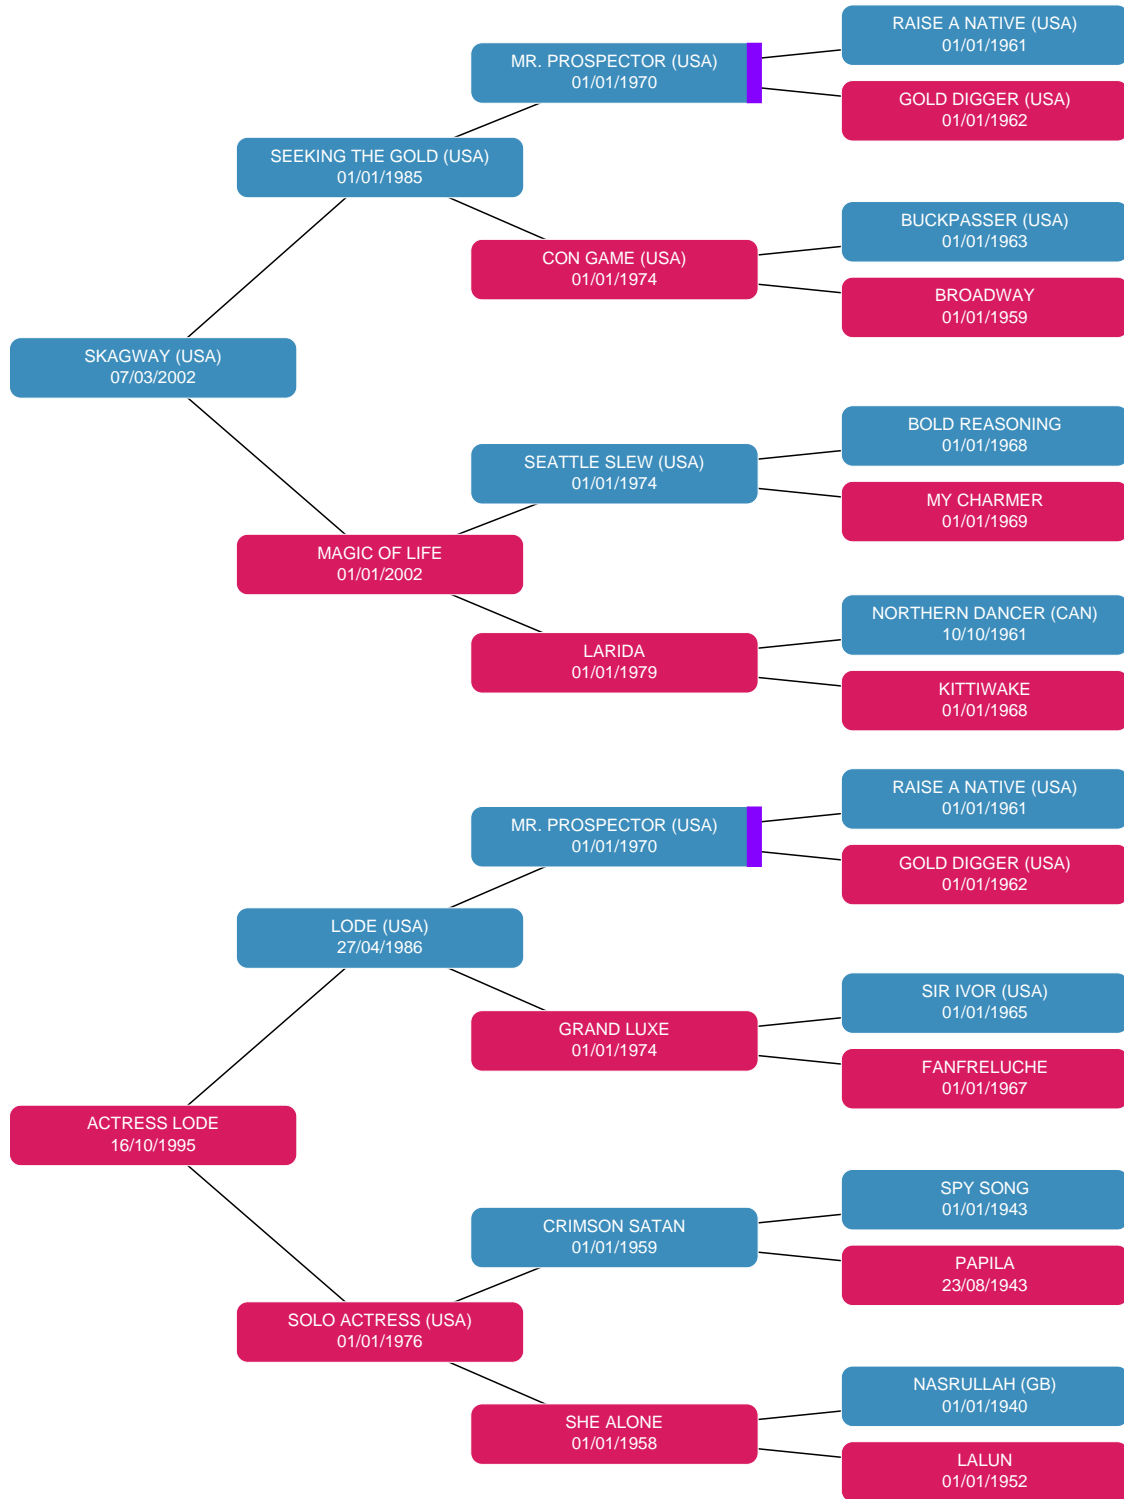 RAISE A NATIVE (USA)
01/01/1961
MR. PROSPECTOR (USA)
01/01/1970
GOLD DIGGER (USA)
01/01/1962
SEEKING THE GOLD (USA)
01/01/1985
BUCKPASSER (USA)
01/01/1963
CON GAME (USA)
01/01/1974
BROADWAY
01/01/1959
SKAGWAY (USA)
07/03/2002
BOLD REASONING
01/01/1968
SEATTLE SLEW (USA)
01/01/1974
MY CHARMER
01/01/1969
MAGIC OF LIFE
01/01/2002
NORTHERN DANCER (CAN)
10/10/1961
LARIDA
01/01/1979
KITTIWAKE
01/01/1968
RAISE A NATIVE (USA)
01/01/1961
MR. PROSPECTOR (USA)
01/01/1970
GOLD DIGGER (USA)
01/01/1962
LODE (USA)
27/04/1986
SIR IVOR (USA)
01/01/1965
GRAND LUXE
01/01/1974
FANFRELUCHE
01/01/1967
ACTRESS LODE
16/10/1995
SPY SONG
01/01/1943
CRIMSON SATAN
01/01/1959
PAPILA
23/08/1943
SOLO ACTRESS (USA)
01/01/1976
NASRULLAH (GB)
01/01/1940
SHE ALONE
01/01/1958
LALUN
01/01/1952